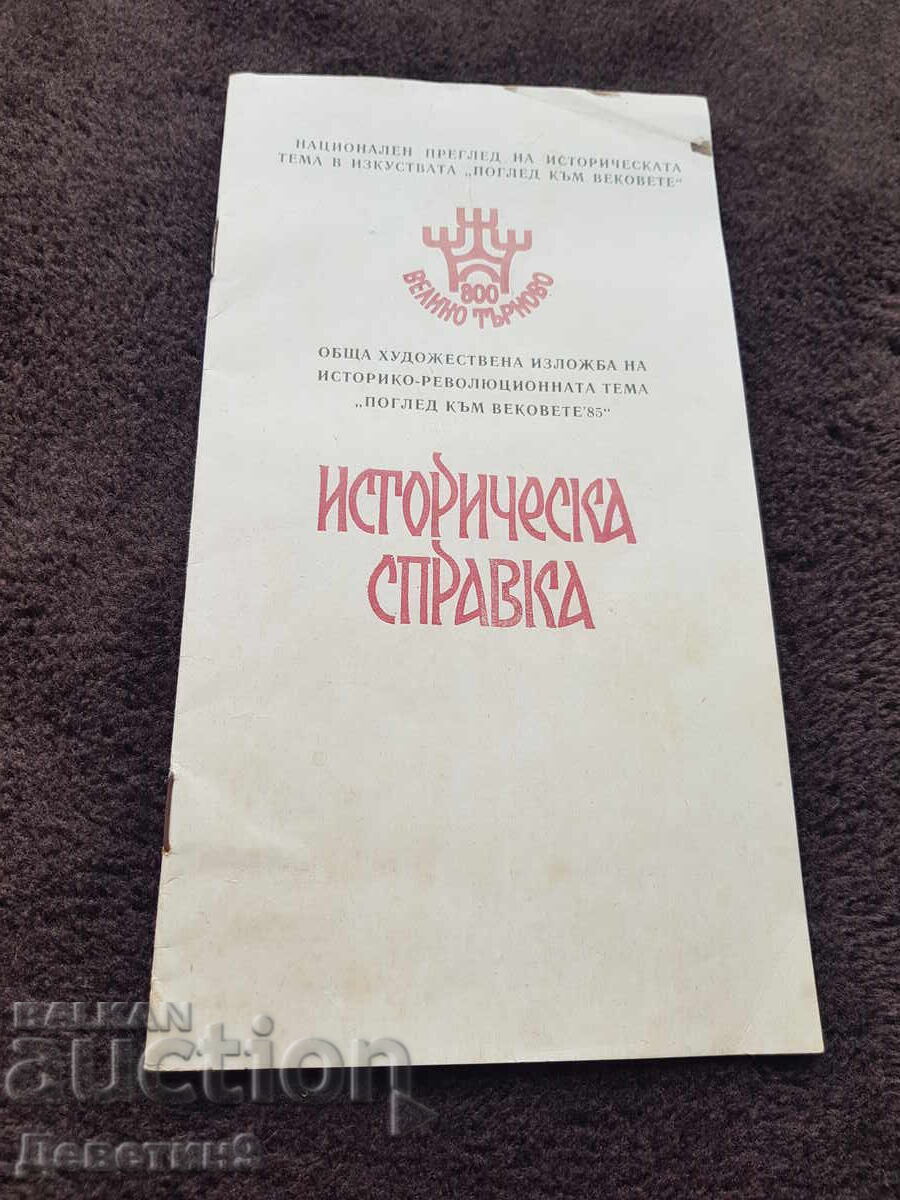 НАЦИОНАЛЕН ПРЕГЛЕД НА ИСТОРИЧЕСКАТА
ТЕМА В ИЗКУСТВАТА „ПОГЛЕД КЪМ ВЕКОВЕТЕ“
800
ВЕЛИКО ТЪРНОВО
ОБЩА ХУДОЖЕСТВЕНА ИЗЛОЖБА НА
ИСТОРИКО-РЕВОЛЮЦИОННАТА ТЕМА
„ПОГЛЕД КЪМ ВЕКОВЕТЕ'85“
ИСТОРИЧЕСКА
СПРАВКА
BALKAN
auction
Деветин9